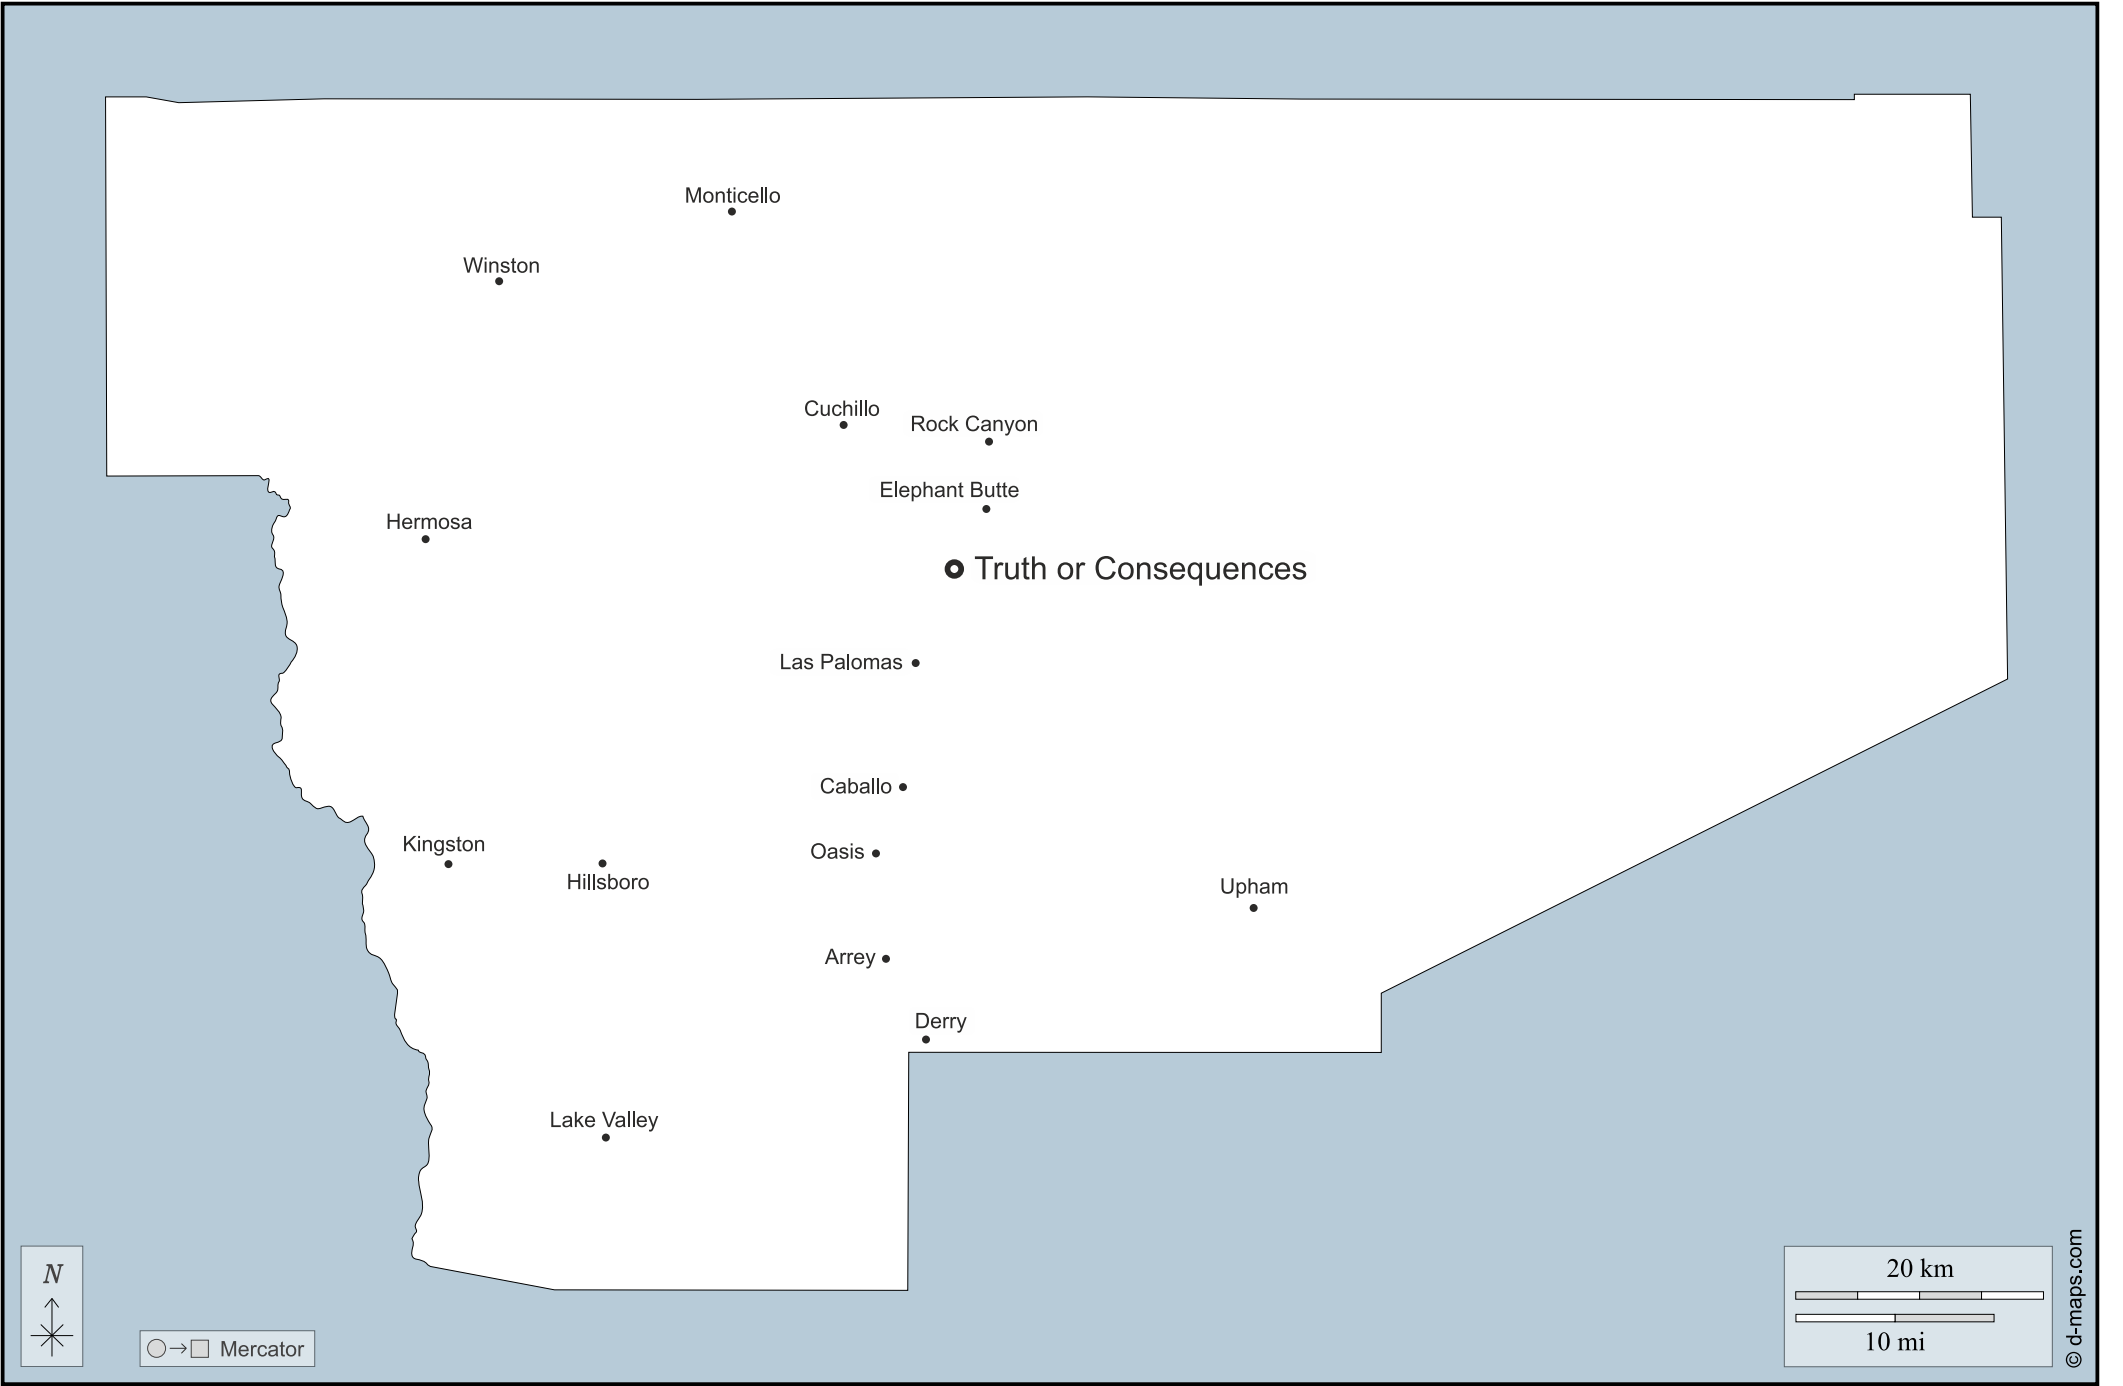 Monticello
Winston
Cuchillo
Rock Canyon
Elephant Butte
Hermosa
Truth or Consequences
Las Palomas
Caballo
Kingston
Oasis
Hillsboro
Upham
Arrey
Derry
Lake Valley
N
Mercator
20 km
10 mi
© d-maps.com